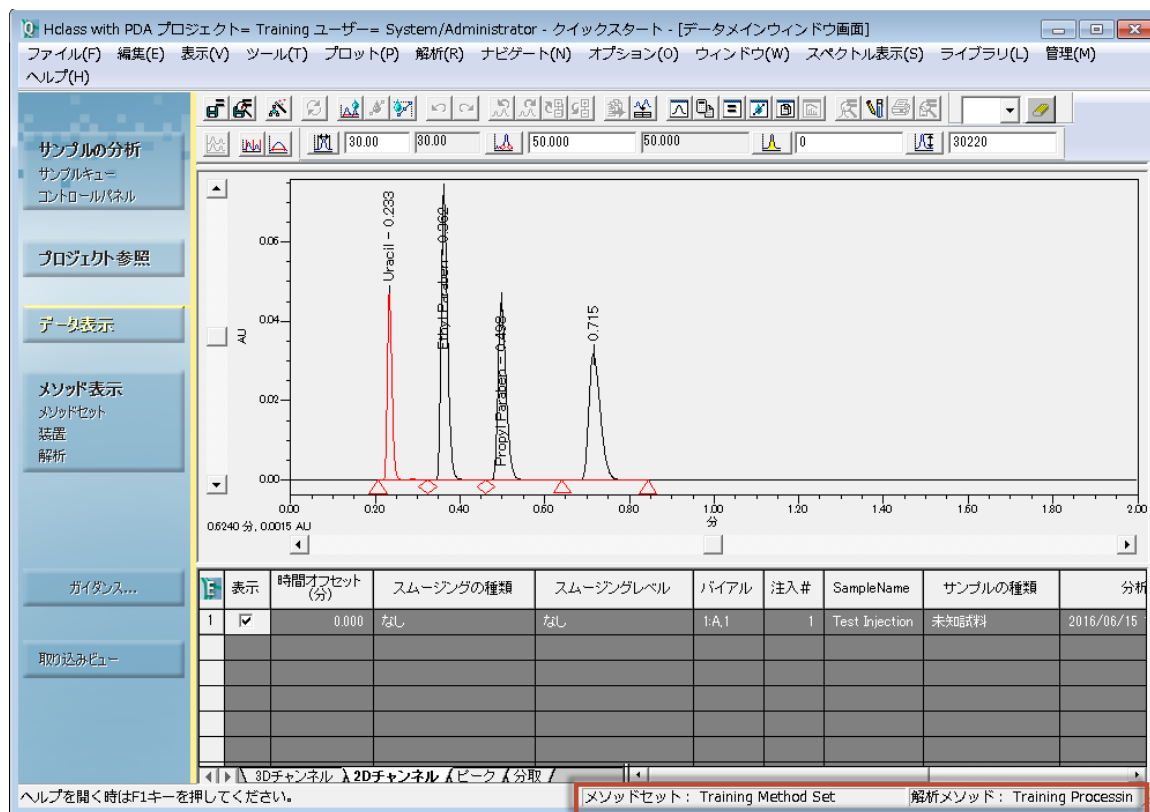 Hclass with PDA プロジェクト= Training ユーザー= System/Administrator - クイックスタート - [データメインウィンドウ画面]
ファイル(F) 編集(E) 表示(V) ツール(T) プロット(P) 解析(R) ナビゲート(N) オプション(O) ウィンドウ(W) スペクトル表示(S) ライブラリ(L) 管理(M)
ヘルプ(H)
30.00 30.00 50.000 50.000 0 30220
サンプルの分析
サンプルキュー
コントロールパネル
プロジェクト参照
データ表示
メソッド表示
メソッドセット
装置
解析
ガイダンス...
取り込みビュー
AU
0.06
0.04
0.02
0.00
Uracil - 0.233
Ethyl Paraben - 0.362
Propyl Paraben - 0.498
0.715
0.00 0.20 0.40 0.60 0.80 1.00 1.20 1.40 1.60 1.80 2.00
分
0.6240 分, 0.0015 AU
表示 時間オフセット(分) スムージングの種類 スムージングレベル バイアル 注入# SampleName サンプルの種類 分析
1 0.000 なし なし 1:A,1 1 Test Injection 未知試料 2016/06/15
3Dチャンネル 2Dチャンネル ピーク 分取
ヘルプを開く時はF1キーを押してください。 メソッドセット: Training Method Set 解析メソッド: Training Processin